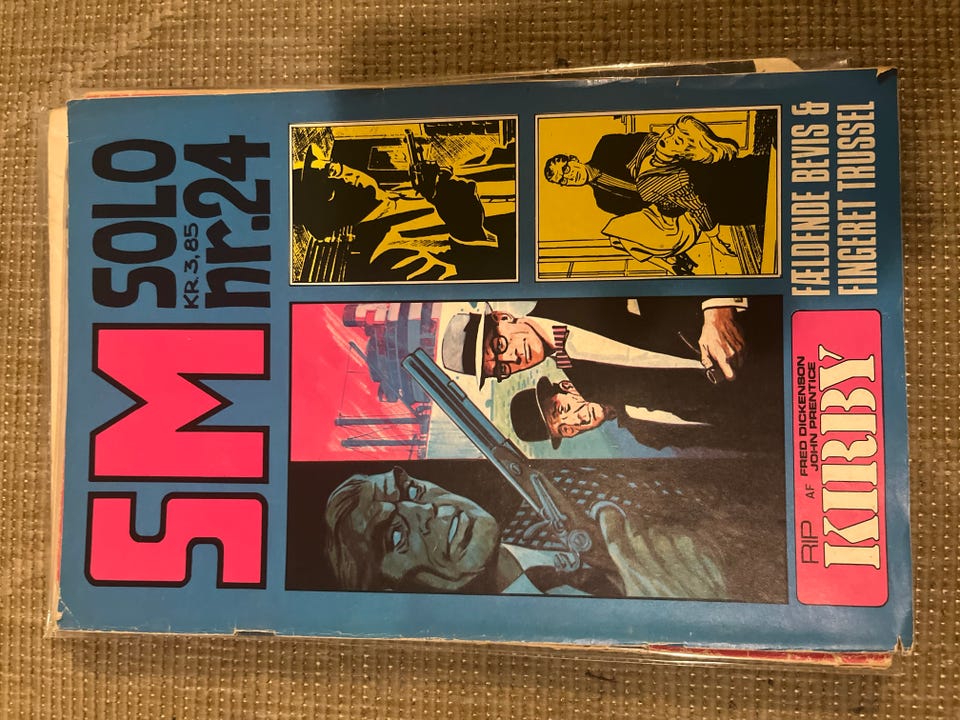 SM
SOLO
KR. 3,85
nr.24
RIP
AF FRED DICKENSON
JOHN PRENTICE
KIRBY
FÆLDENDE BEVIS &
FINGERET TRUSSEL